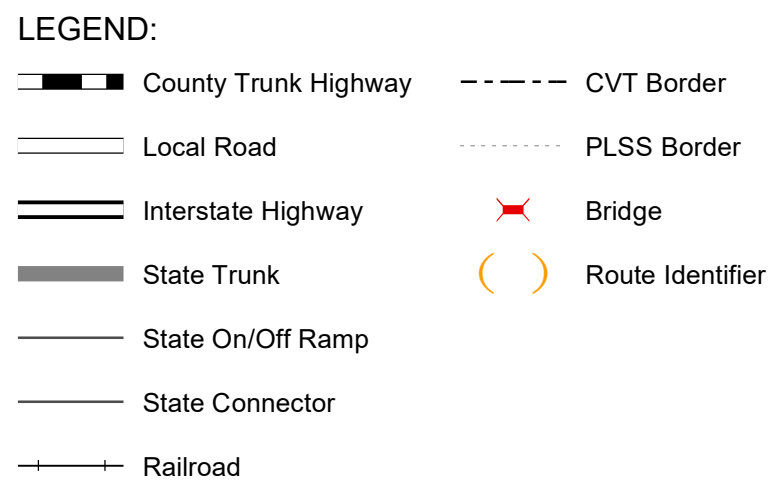 LEGEND:
County Trunk Highway
Local Road
Interstate Highway
State Trunk
State On/Off Ramp
State Connector
Railroad
CVT Border
PLSS Border
Bridge
( ) Route Identifier